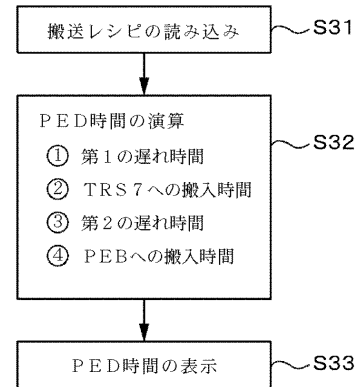 搬送レシピの読み込み S31
PED時間の演算 S32
① 第１の遅れ時間
② ＴＲＳ７への搬入時間
③ 第２の遅れ時間
④ ＰＥＢへの搬入時間
ＰＥＤ時間の表示 S33